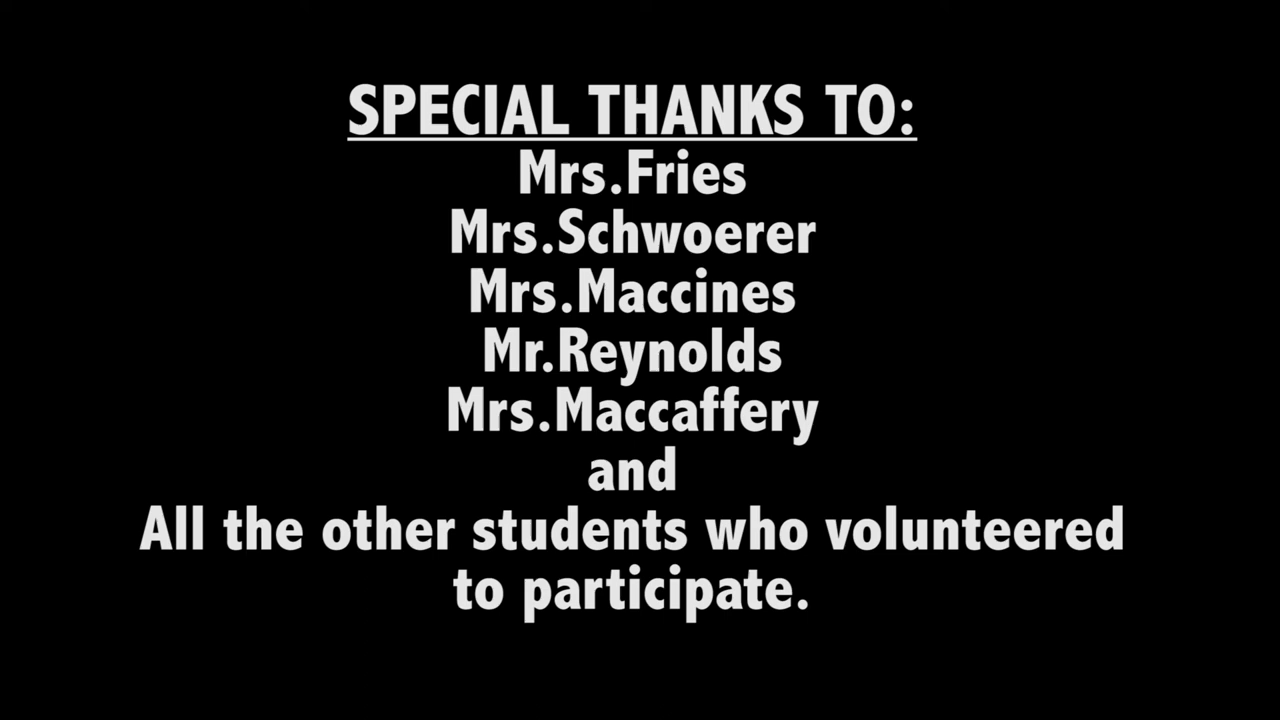 SPECIAL THANKS TO:
Mrs.Fries
Mrs.Schwoerer
Mrs.Maccines
Mr.Reynolds
Mrs.Maccaffery
and
All the other students who volunteered
to participate.